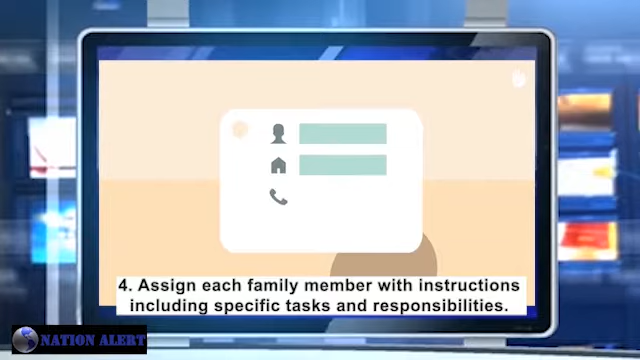 4. Assign each family member with instructions
including specific tasks and responsibilities.
NATION ALERT